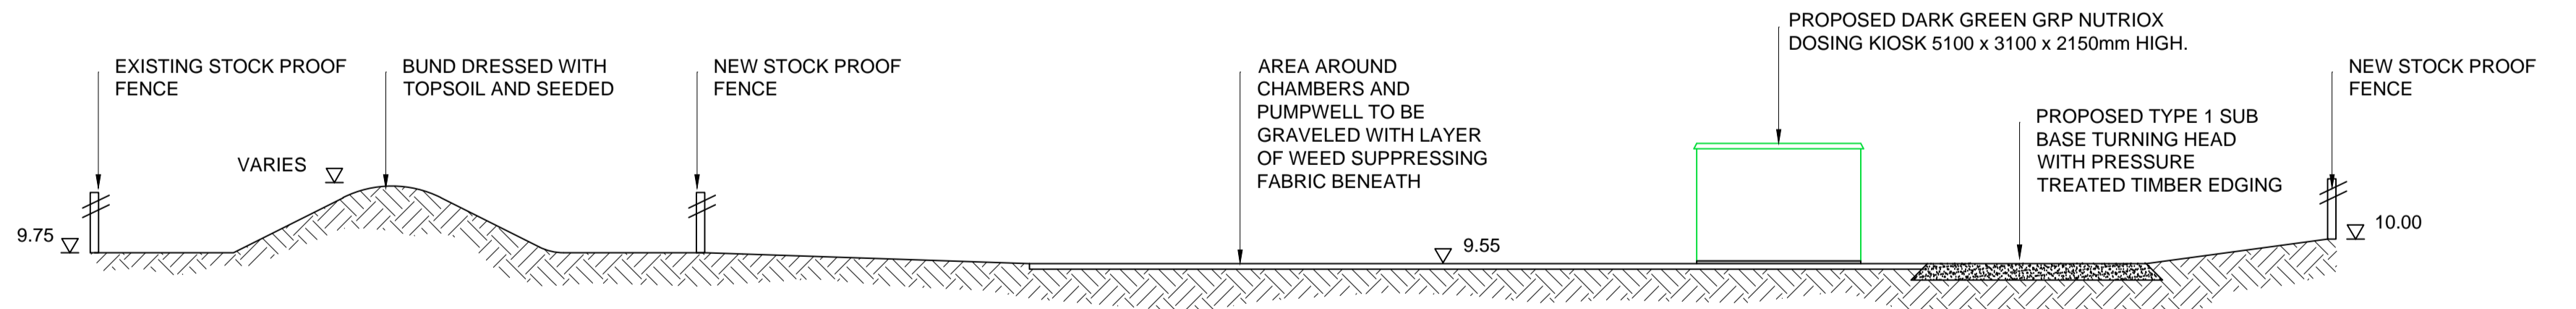 EXISTING STOCK PROOF
FENCE
BUND DRESSED WITH
TOPSOIL AND SEEDED
VARIES
9.75
NEW STOCK PROOF
FENCE
AREA AROUND
CHAMBERS AND
PUMPWELL TO BE
GRAVELED WITH LAYER
OF WEED SUPPRESSING
FABRIC BENEATH
9.55
PROPOSED DARK GREEN GRP NUTRIOX
DOSING KIOSK 5100 x 3100 x 2150mm HIGH.
PROPOSED TYPE 1 SUB
BASE TURNING HEAD
WITH PRESSURE
TREATED TIMBER EDGING
NEW STOCK PROOF
FENCE
10.00